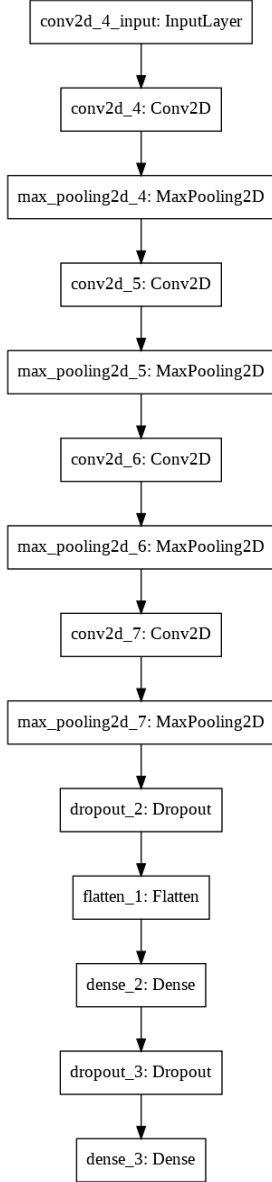 conv2d_4_input: InputLayer
conv2d_4: Conv2D
max_pooling2d_4: MaxPooling2D
conv2d_5: Conv2D
max_pooling2d_5: MaxPooling2D
conv2d_6: Conv2D
max_pooling2d_6: MaxPooling2D
conv2d_7: Conv2D
max_pooling2d_7: MaxPooling2D
dropout_2: Dropout
flatten_1: Flatten
dense_2: Dense
dropout_3: Dropout
dense_3: Dense